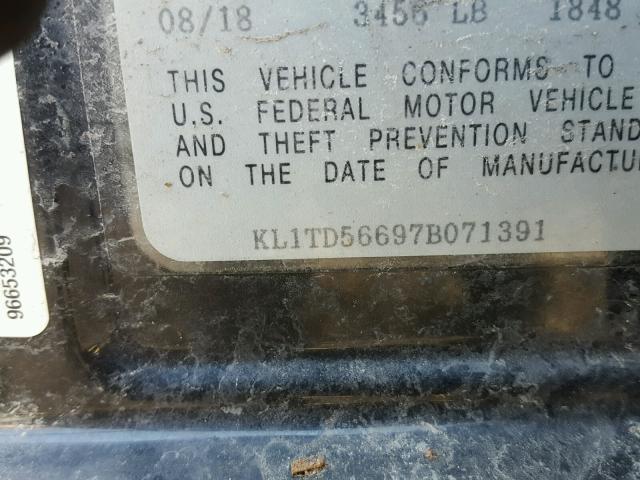 08/18 3456 LB 1848
THIS VEHICLE CONFORMS TO
U.S. FEDERAL MOTOR VEHICLE
AND THEFT PREVENTION STAND
ON THE DATE OF MANUFACTU
KL1TD56697B071391
96653209